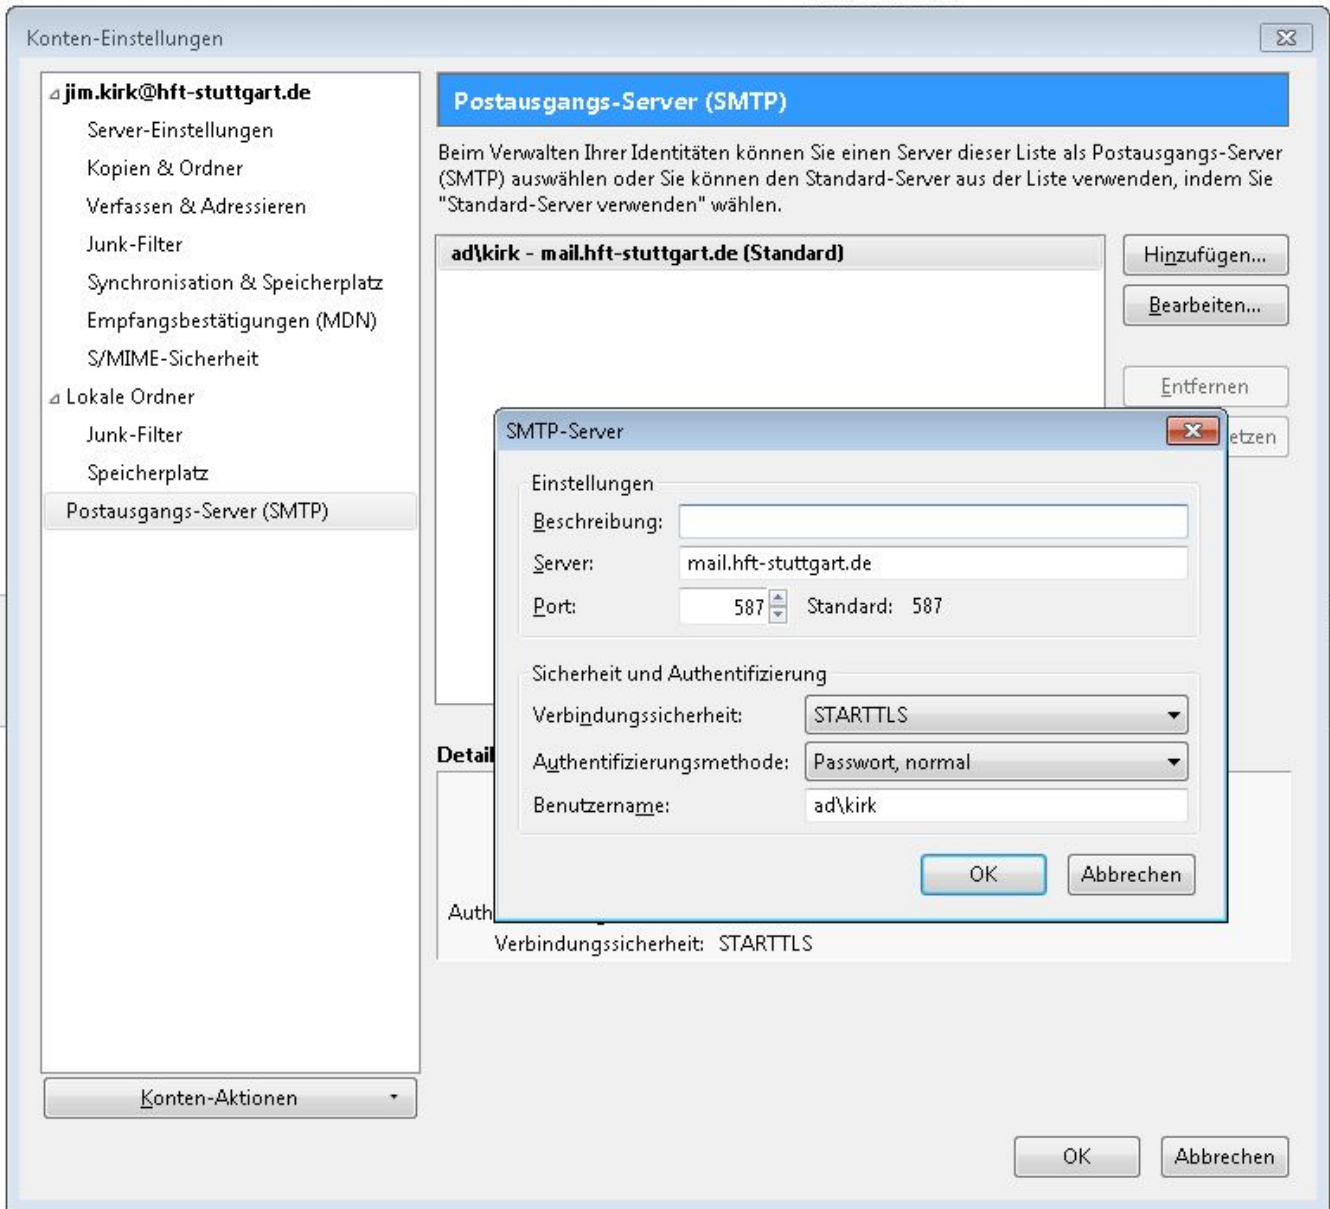 Konten-Einstellungen
jim.kirk@hft-stuttgart.de
Server-Einstellungen
Kopien & Ordner
Verfassen & Adressieren
Junk-Filter
Synchronisation & Speicherplatz
Empfangsbestätigungen (MDN)
S/MIME-Sicherheit
Lokale Ordner
Junk-Filter
Speicherplatz
Postausgangs-Server (SMTP)
Konten-Aktionen
Postausgangs-Server (SMTP)
Beim Verwalten Ihrer Identitäten können Sie einen Server dieser Liste als Postausgangs-Server
(SMTP) auswählen oder Sie können den Standard-Server aus der Liste verwenden, indem Sie
"Standard-Server verwenden" wählen.
ad\kirk - mail.hft-stuttgart.de (Standard)
Hinzufügen...
Bearbeiten...
Entfernen
etzen
SMTP-Server
Einstellungen
Beschreibung:
Server: mail.hft-stuttgart.de
Port: 587 Standard: 587
Sicherheit und Authentifizierung
Verbindungssicherheit: STARTTLS
Authentifizierungsmethode: Passwort, normal
Benutzername: ad\kirk
OK Abbrechen
Detail
Auth
Verbindungssicherheit: STARTTLS
OK Abbrechen